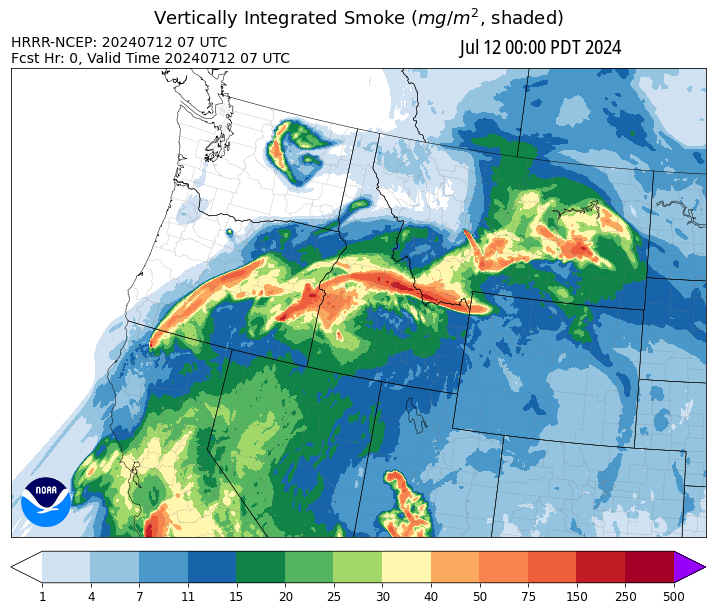 Vertically Integrated Smoke (mg/m², shaded)
HRRR-NCEP: 20240712 07 UTC
Jul 12 00:00 PDT 2024
Fcst Hr: 0, Valid Time 20240712 07 UTC
NOAA
1 4 7 11 15 20 25 30 40 50 75 150 250 500